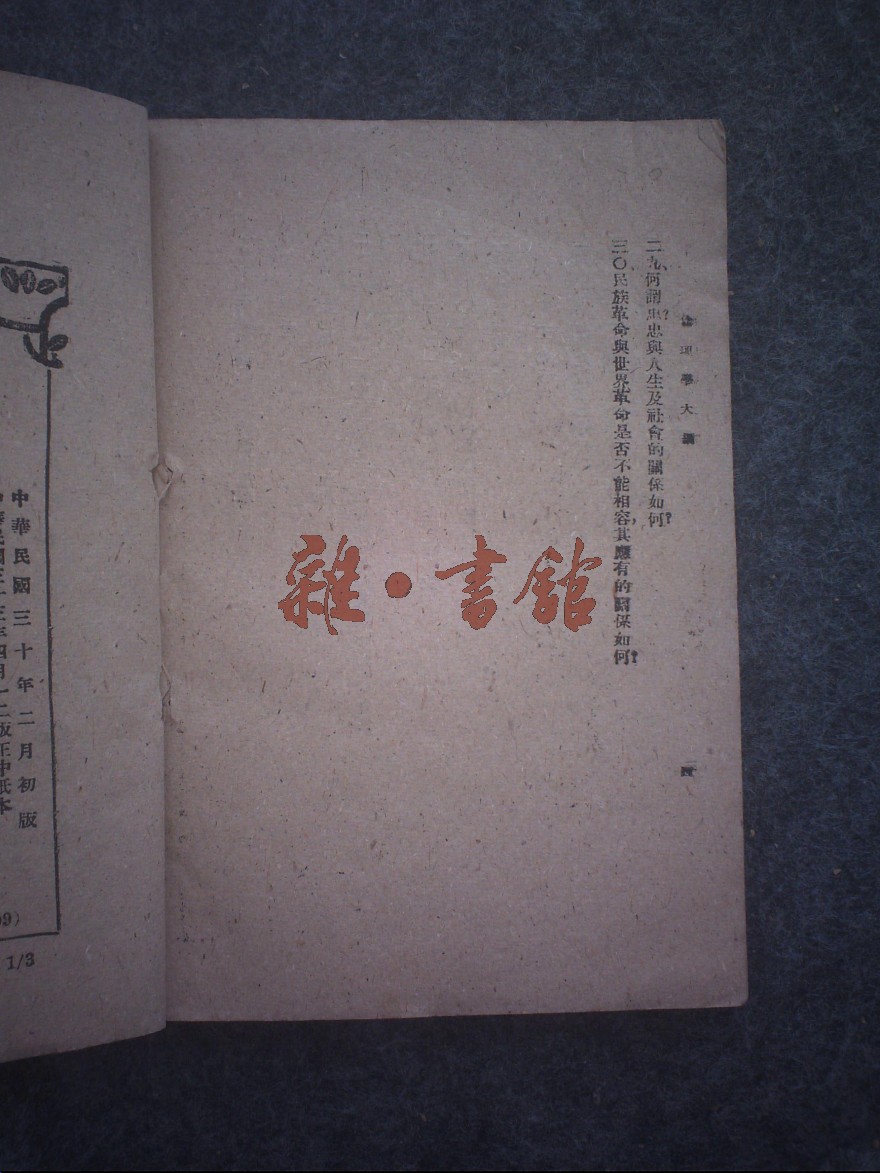 倫理學大綱
二九、何謂忠?忠與人生及社會的關係如何?
三〇、民族革命與世界革命是否不能相容,其應有的關係如何?
雜·書館
中華民國三十年二月初版
9)
1/3